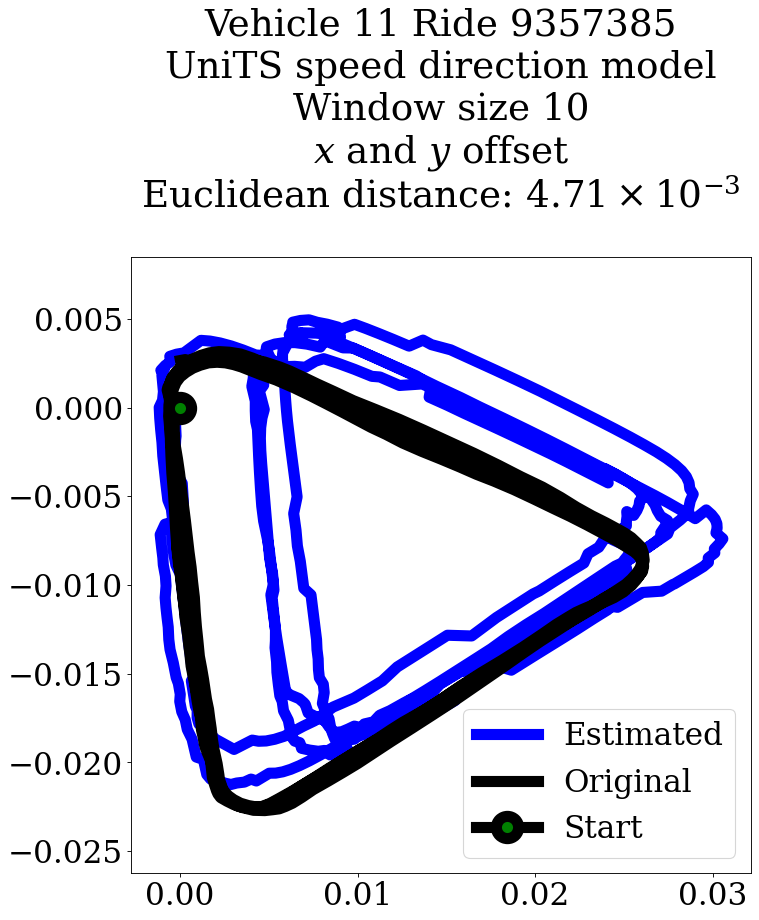 Vehicle 11 Ride 9357385
UniTS speed direction model
Window size 10
x and y offset
Euclidean distance: 4.71 × 10⁻³
0.005
0.000
−0.005
−0.010
−0.015
−0.020
−0.025
0.00
0.01
0.02
0.03
Estimated
Original
Start